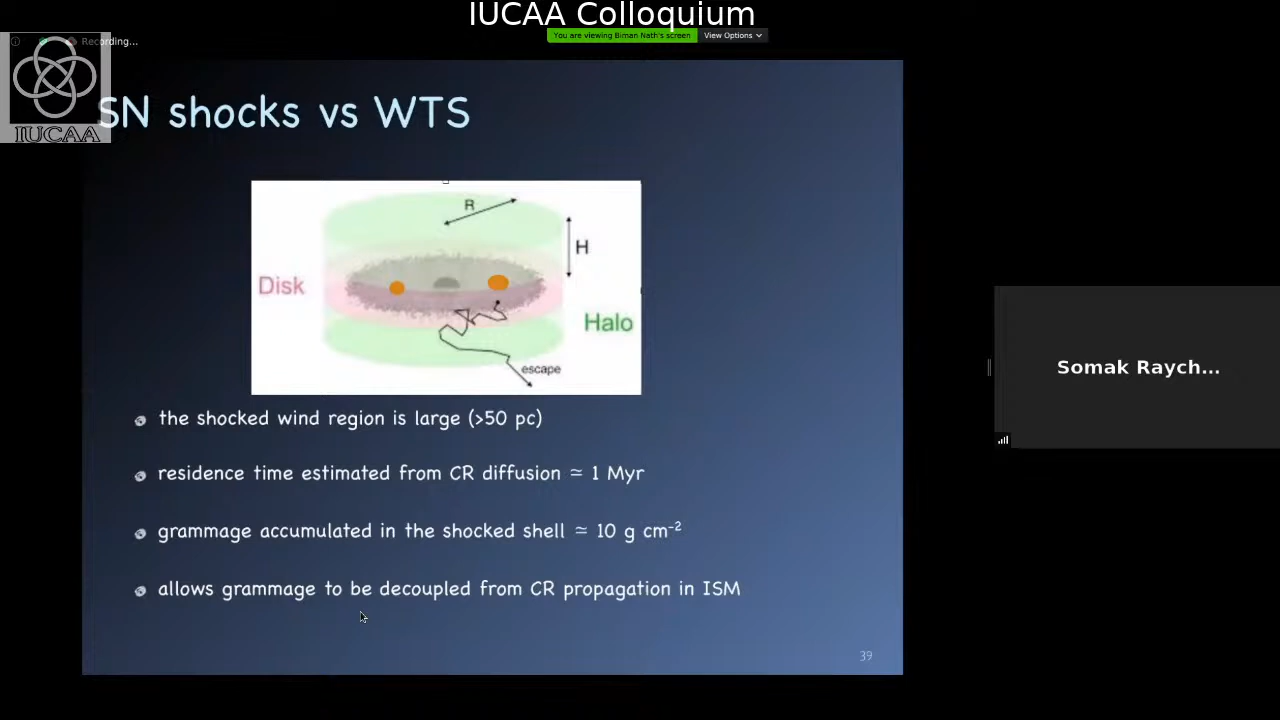 IUCAA Colloquium
You are viewing Biman Nath's screen
View Options
Recording...
IUCAA
SN shocks vs WTS
R
H
Disk
Halo
escape
the shocked wind region is large (>50 pc)
residence time estimated from CR diffusion ≃ 1 Myr
grammage accumulated in the shocked shell ≃ 10 g cm⁻²
allows grammage to be decoupled from CR propagation in ISM
39
Somak Raych...